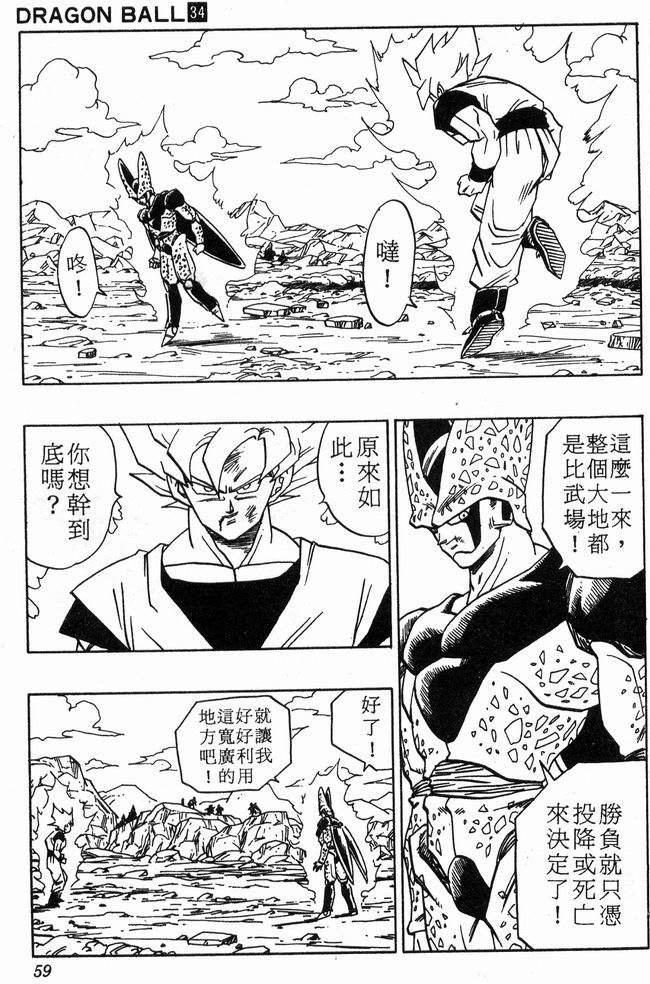 DRAGON BALL 34
噠！
咚！
這麼一來，
整個大地都
是比武場！
勝負就只憑
投降或死亡
來決定了！
原來如
此…
你想幹到
底嗎？
好了！
就讓我
好好利用
這寬廣的
地方吧！
59